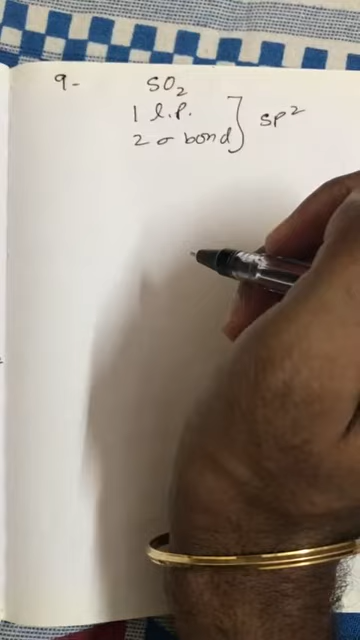 9- SO₂
1 l.p.
2 σ bond } sp²